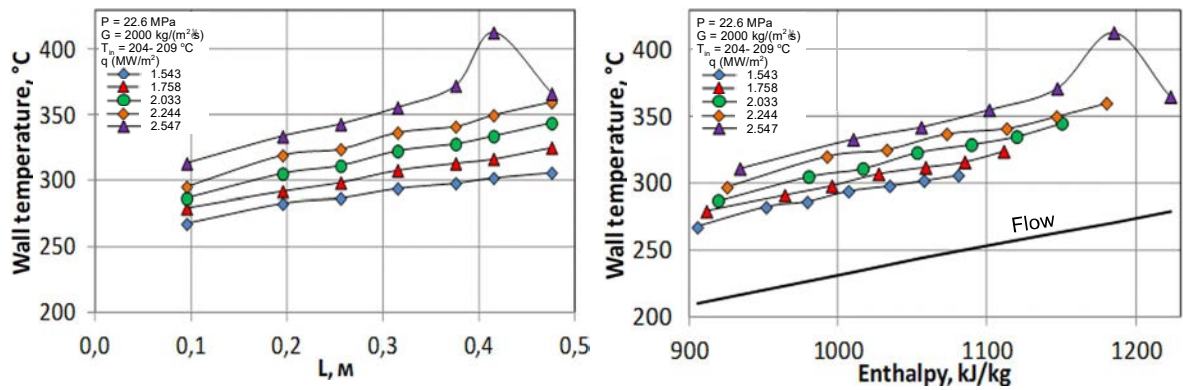 P = 22.6 MPa
G = 2000 kg/(m²s)
Tin = 204- 209 °C
q (MW/m²)
1.543
1.758
2.033
2.244
2.547
400
350
300
250
200
0,0 0,1 0,2 0,3 0,4 0,5
Wall temperature, °C
L, м
P = 22.6 MPa
G = 2000 kg/(m²s)
Tin = 204- 209 °C
q (MW/m²)
1.543
1.758
2.033
2.244
2.547
400
350
300
250
200
Flow
900 1000 1100 1200
Wall temperature, °C
Enthalpy, kJ/kg